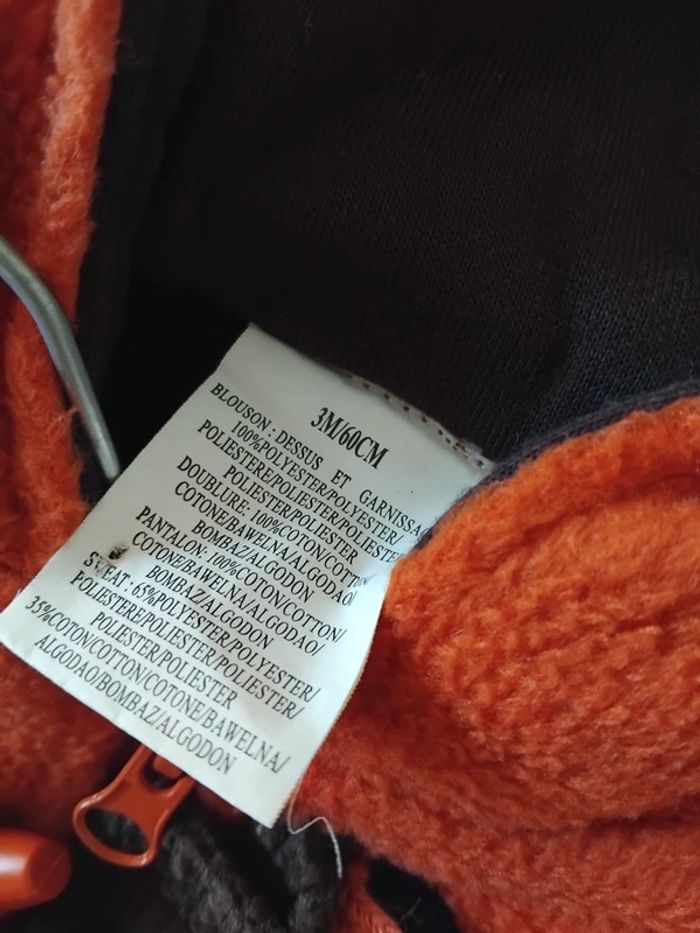 3M/60CM
BLOUSON : DESSUS ET GARNISSA
100%POLYESTER/POLYESTER/
POLIESTERE/POLIESTER/POLIESTE
POLIESTER/POLIESTER
DOUBLURE: 100%COTON/COTTO
COTONE/BAWELNA/ALGODAO/
BOMBAZ/ALGODON
PANTALON: 100%COTON/COTTON/
COTONE/BAWELNA/ALGODAO/
BOMBAZ/ALGODON
SWEAT : 65%POLYESTER/POLYESTER/
POLIESTERE/POLIESTER/POLIESTER/
POLIESTER/POLIESTER
35%COTON/COTTON/COTONE/BAWELNA/
ALGODAO/BOMBAZ/ALGODON